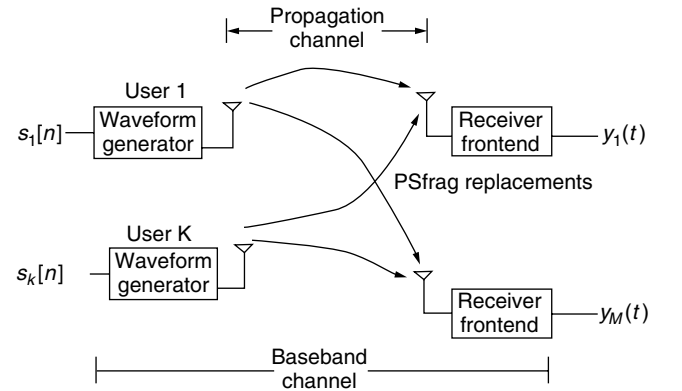 Propagation
channel
User 1
s1[n]
Waveform
generator
Receiver
frontend
y1(t)
PSfrag replacements
User K
sk[n]
Waveform
generator
Receiver
frontend
yM(t)
Baseband
channel